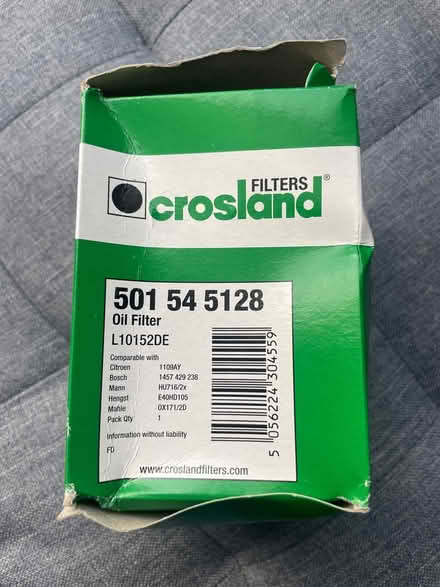 FILTERS
crosland®
501 54 5128
Oil Filter
L10152DE
Comparable with
Citroen 1109AY
Bosch 1457 429 238
Mann HU716/2x
Hengst E40HD105
Mahle OX171/2D
Pack Qty 1
Information without liability
FD
www.croslandfilters.com
5 056224 304559